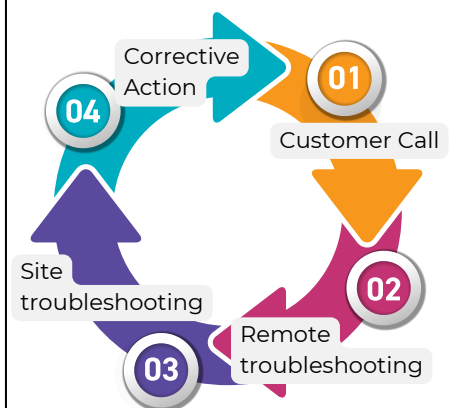 01
Customer Call
02
Remote
troubleshooting
03
Site
troubleshooting
04
Corrective
Action